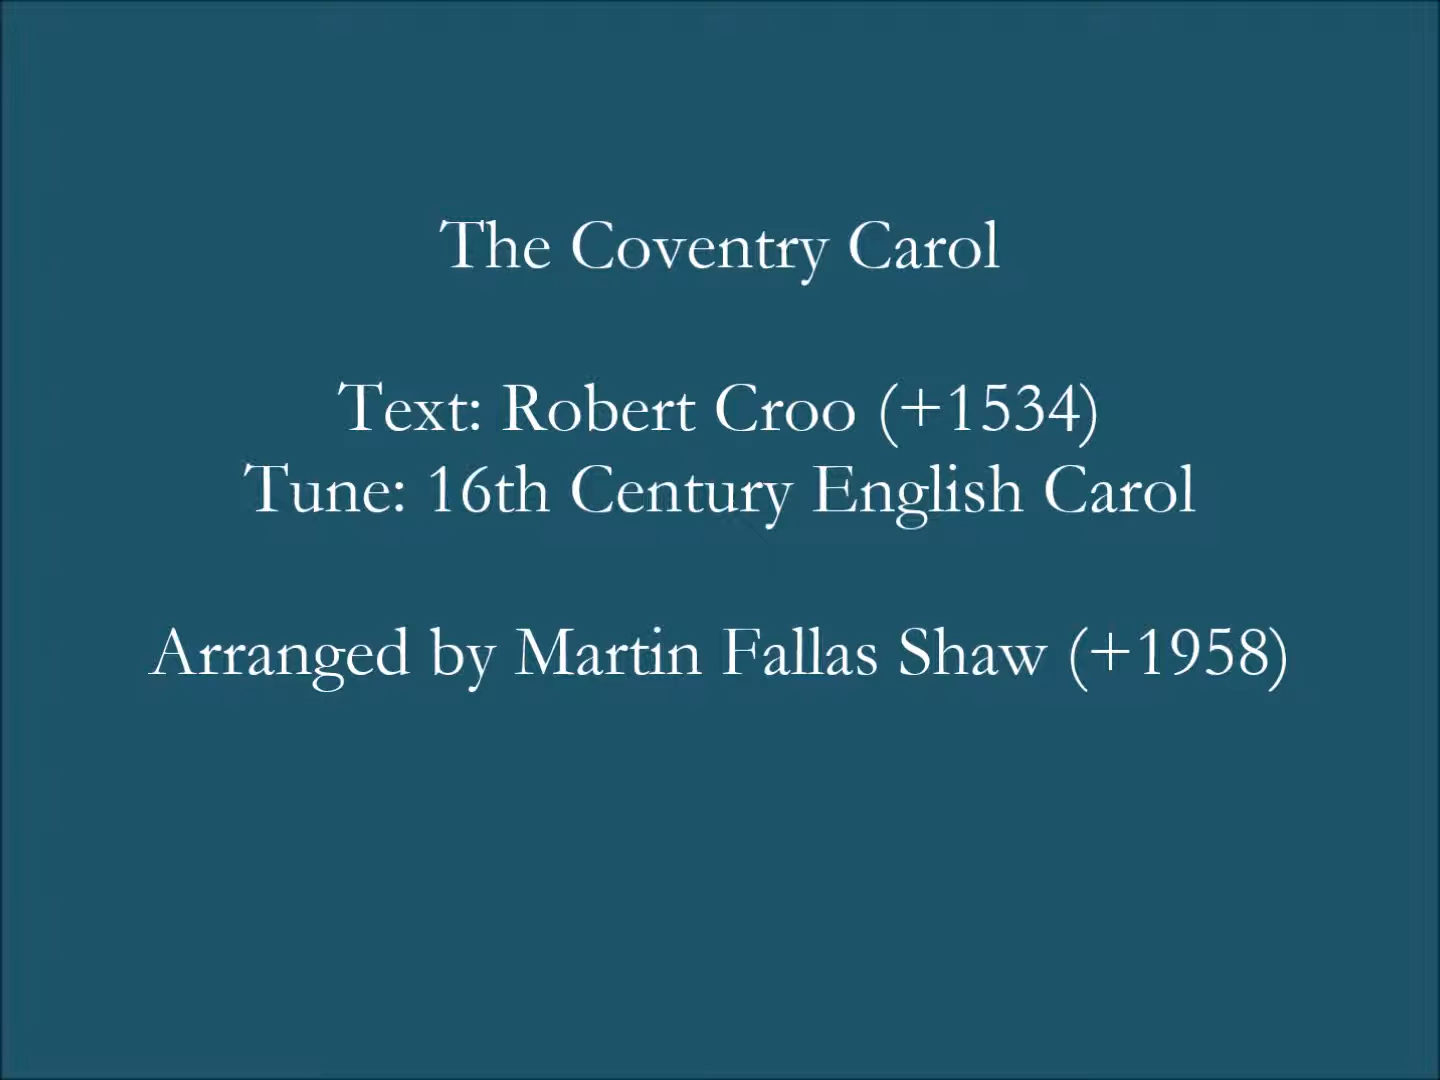 The Coventry Carol
Text: Robert Croo (+1534)
Tune: 16th Century English Carol
Arranged by Martin Fallas Shaw (+1958)